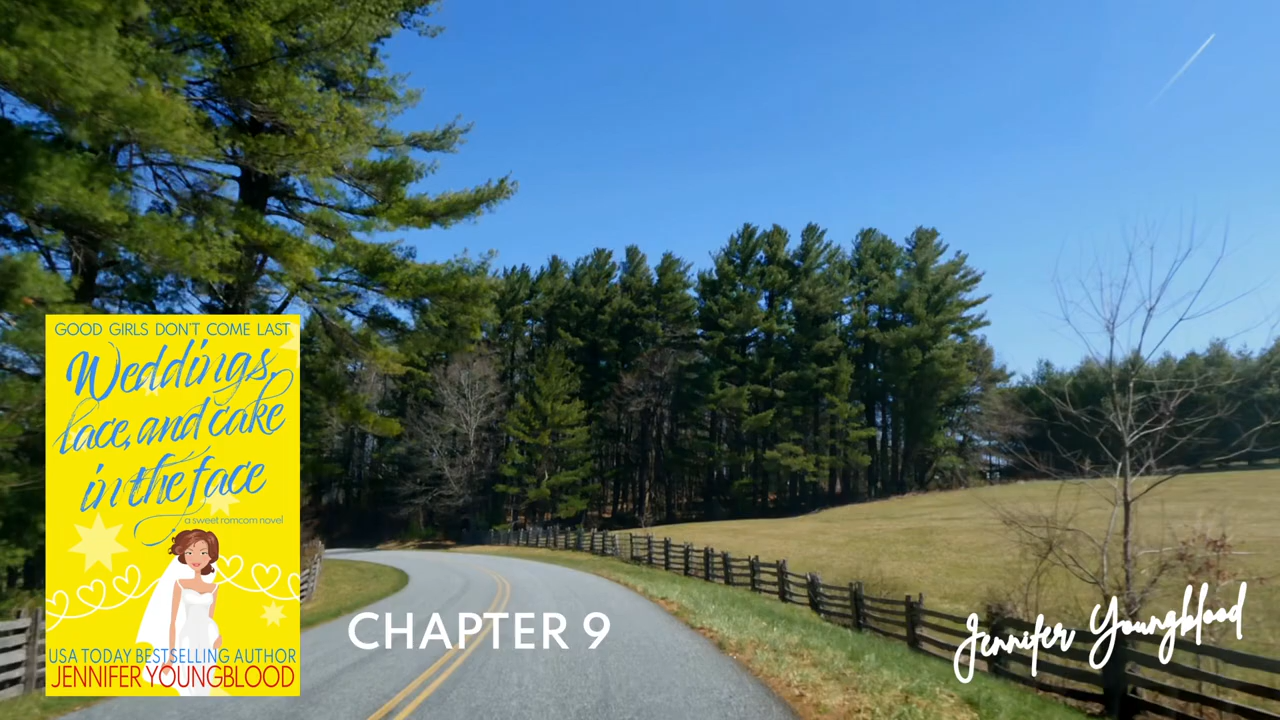 GOOD GIRLS DON'T COME LAST
Weddings,
lace, and cake
in the face
a sweet romcom novel
USA TODAY BESTSELLING AUTHOR
JENNIFER YOUNGBLOOD
CHAPTER 9
Jennifer Youngblood